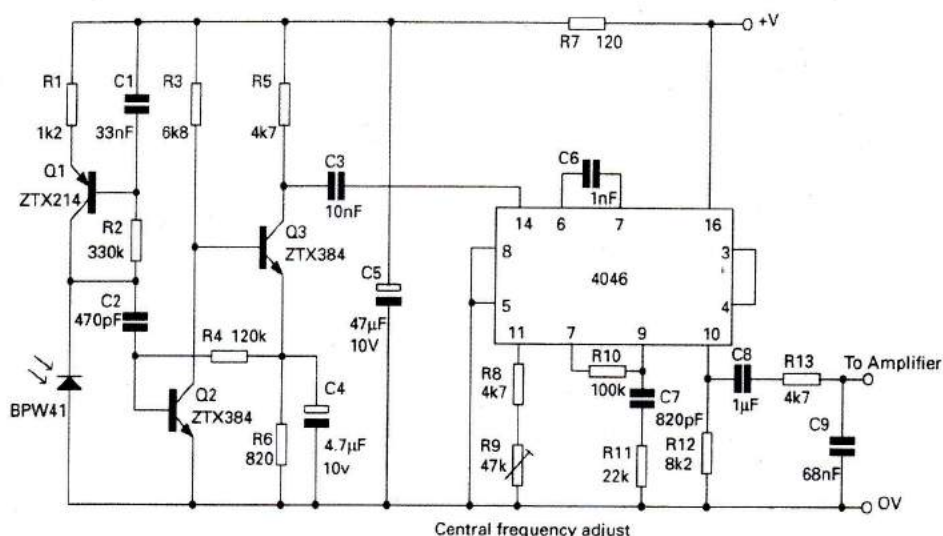 +V
R7 120
R1
1k2
C1
33nF
R3
6k8
R5
4k7
Q1
ZTX214
R2
330k
C3
10nF
C6
1nF
14 6 7 16
Q3
ZTX384
8
3
4046
5
4
11 7 9 10
C5
47µF
10V
C2
470pF
R4 120k
BPW41
Q2
ZTX384
C4
4.7µF
10v
R6
820
R8
4k7
R10
100k
C8
1µF
R13
4k7
To Amplifier
C7
820pF
R9
47k
R11
22k
R12
8k2
C9
68nF
OV
Central frequency adjust